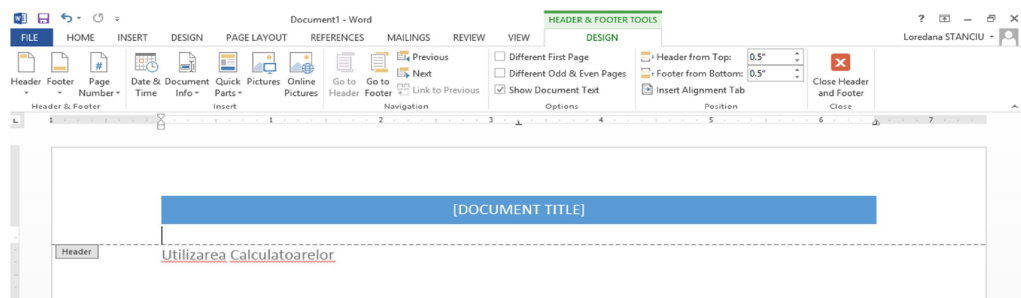 Document1 - Word
HEADER & FOOTER TOOLS
?
FILE HOME INSERT DESIGN PAGE LAYOUT REFERENCES MAILINGS REVIEW VIEW DESIGN Loredana STANCIU
Header Footer Page Number
Header & Footer
Date & Time Document Info Quick Parts Pictures Online Pictures
Insert
Go to Header Go to Footer Previous Next Link to Previous
Navigation
Different First Page
Different Odd & Even Pages
Show Document Text
Options
Header from Top: 0.5"
Footer from Bottom: 0.5"
Insert Alignment Tab
Position
Close Header and Footer
Close
L 1 1 2 3 4 5 6 7
[DOCUMENT TITLE]
Header
Utilizarea Calculatoarelor